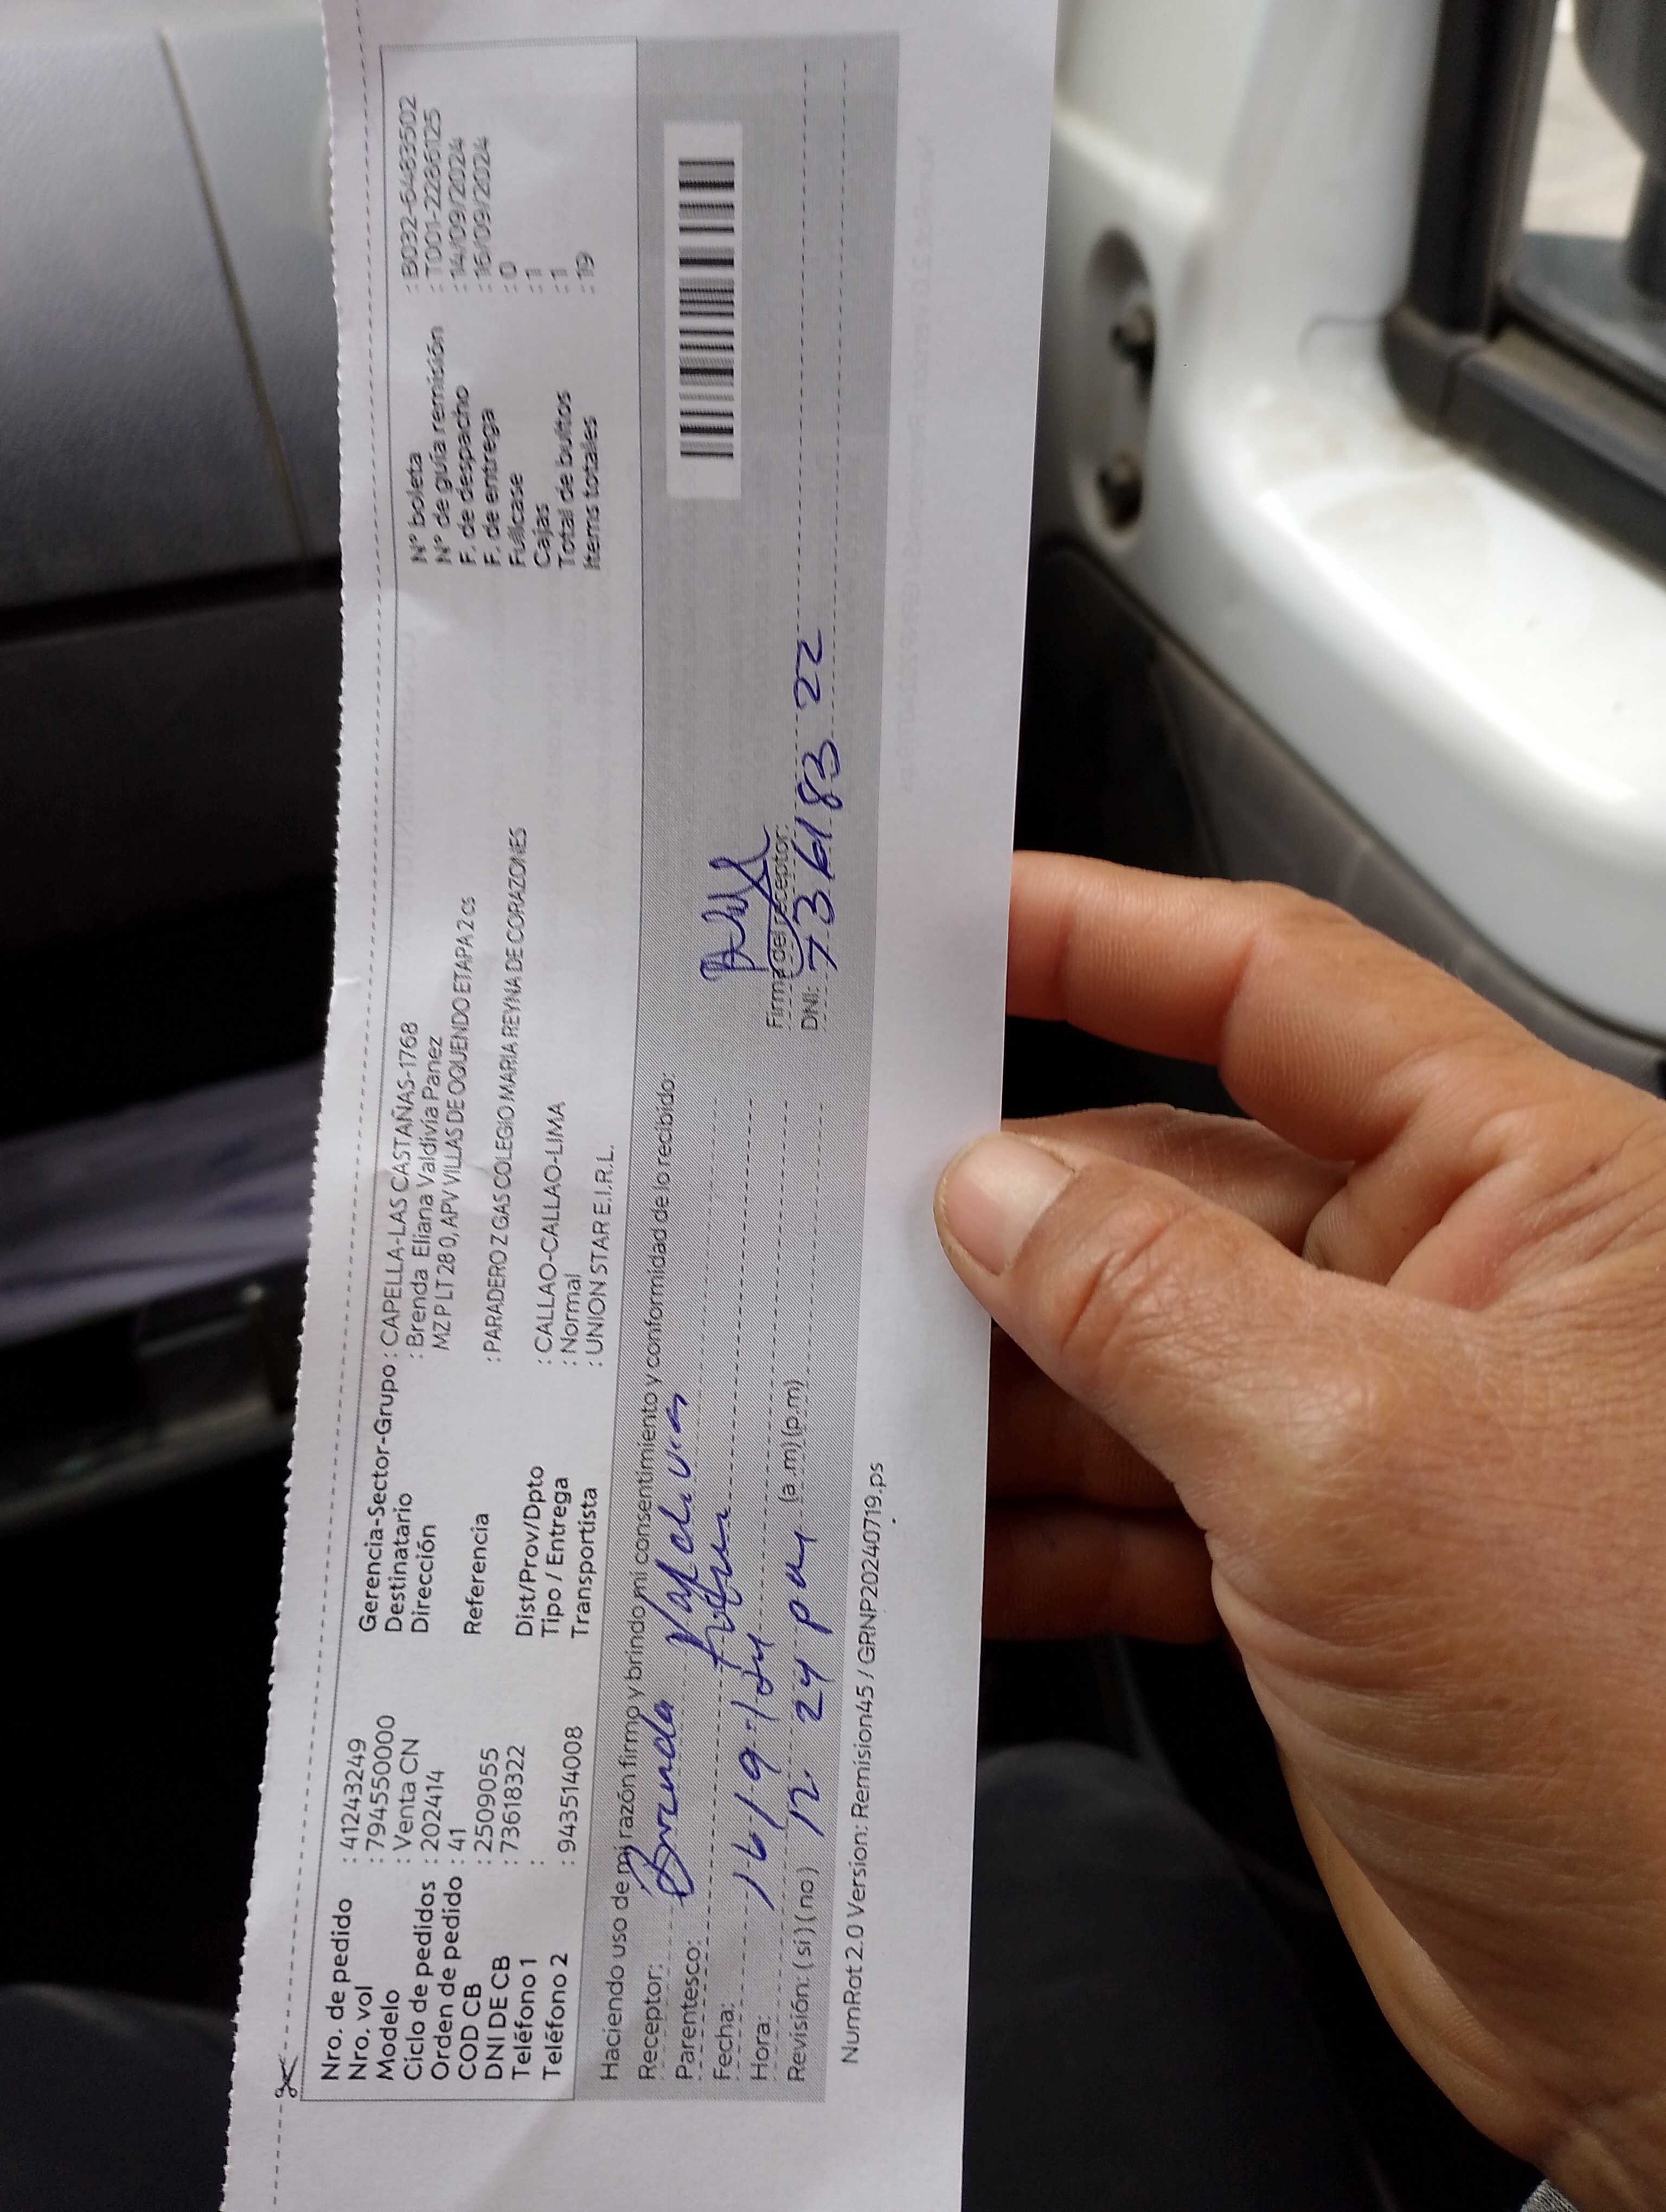 Nro. de pedido : 41243249
Nro. vol : 79455 0000
Modelo : Venta CN
Ciclo de pedidos : 202414
Orden de pedido : 41
COD CB : 2509055
DNI DE CB : 73618322
Teléfono 1 :
Teléfono 2 : 943514008
Gerencia-Sector-Grupo : CAPELLA-LAS CASTAÑAS-1768
Destinatario : Brenda Eliana Valdivia Panez
Dirección MZ P LT 28 0, APV VILLAS DE OQUENDO ETAPA 2 cs
Referencia : PARADERO Z GAS COLEGIO MARIA REYNA DE CORAZONES
Dist/Prov/Dpto : CALLAO-CALLAO-LIMA
Tipo / Entrega : Normal
Transportista : UNION STAR E.I.R.L.
N° boleta : B032-6483502
N° de guía remisión : T001-2286125
F. de despacho : 14/09/2024
F. de entrega : 16/09/2024
Fullcase : 0
Cajas : 1
Total de bultos : 1
Items totales : 19
Haciendo uso de mi razón firmo y brindo mi consentimiento y conformidad de lo recibido:
Receptor: Brenda Valdivia
Parentesco:
Fecha: 16/9/24
Hora: 12 24 pm (a.m) (p.m)
Revisión: (si) (no)
Firma del receptor:
DNI: 73618322
NumRot 2.0 Version: Remision45 / GRNP20240719.ps